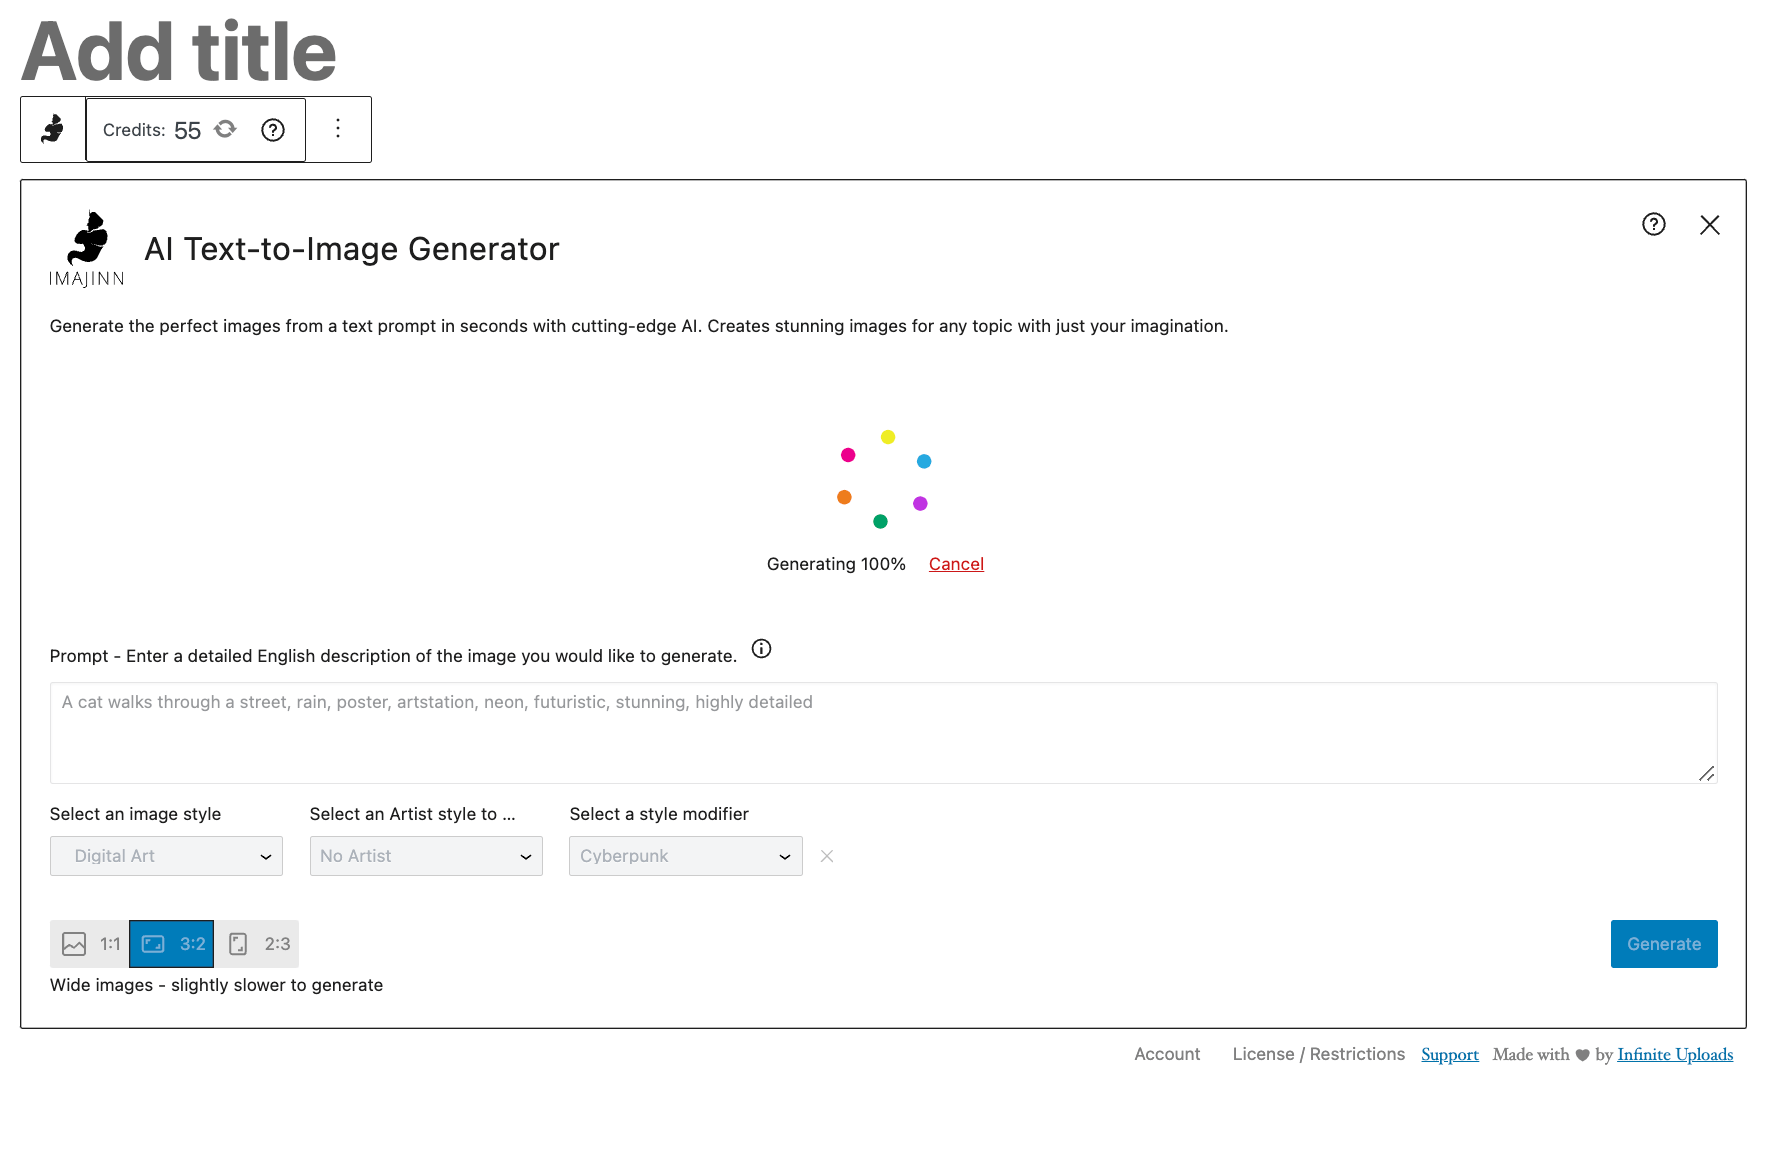 Add title
Credits: 55
IMAJINN
AI Text-to-Image Generator
Generate the perfect images from a text prompt in seconds with cutting-edge AI. Creates stunning images for any topic with just your imagination.
Generating 100% Cancel
Prompt - Enter a detailed English description of the image you would like to generate.
A cat walks through a street, rain, poster, artstation, neon, futuristic, stunning, highly detailed
Select an image style Select an Artist style to ... Select a style modifier
Digital Art No Artist Cyberpunk
1:1 3:2 2:3 Generate
Wide images - slightly slower to generate
Account License / Restrictions Support Made with ♥ by Infinite Uploads